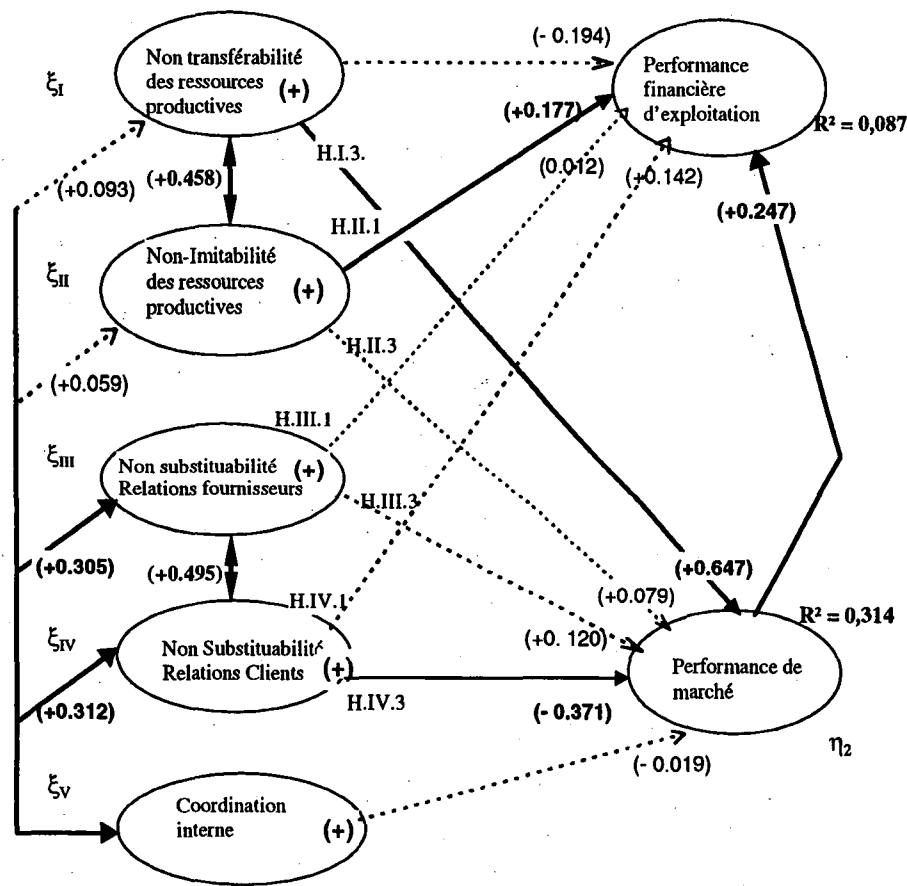 (- 0.194)
Non transférabilité
des ressources
productives (+)
ξI
Performance
financière
d'exploitation
R² = 0,087
(+0.177)
H.I.3.
(0.012)
(+0.142)
(+0.093)
(+0.458)
(+0.247)
H.II.1
Non-Imitabilité
des ressources
productives (+)
ξII
H.II.3
(+0.059)
H.III.1
ξIII
Non substituabilité (+)
Relations fournisseurs
H.III.3
(+0.305)
(+0.495)
(+0.647)
(+0.079)
H.IV.1
R² = 0,314
(+0. 120)
ξIV
Non Substituabilité
Relations Clients (+)
Performance de
marché
H.IV.3
(- 0.371)
(+0.312)
η2
(- 0.019)
ξV
Coordination
interne (+)